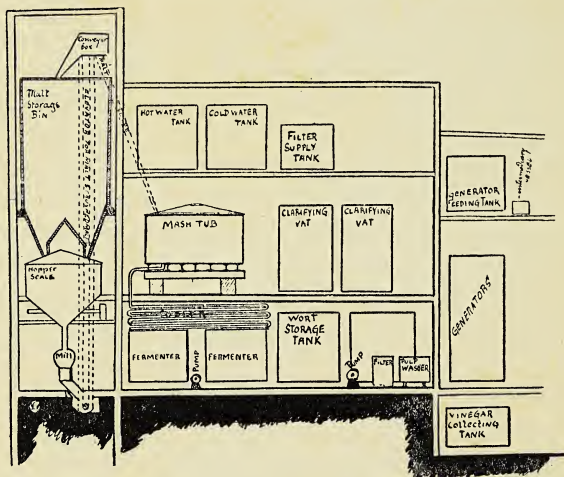 Conveyor
box
Malt
Storage
Bin
HOT WATER
TANK
COLD WATER
TANK
FILTER
SUPPLY
TANK
GENERATOR
FEEDING TANK
MASH TUB
CLARIFYING
VAT
CLARIFYING
VAT
HOPPER
SCALE
COOLER
GENERATORS
Mill
FERMENTER
PUMP
FERMENTER
WORT
STORAGE
TANK
PUMP
FILTER
PULP
WASHER
VINEGAR
Collecting
TANK